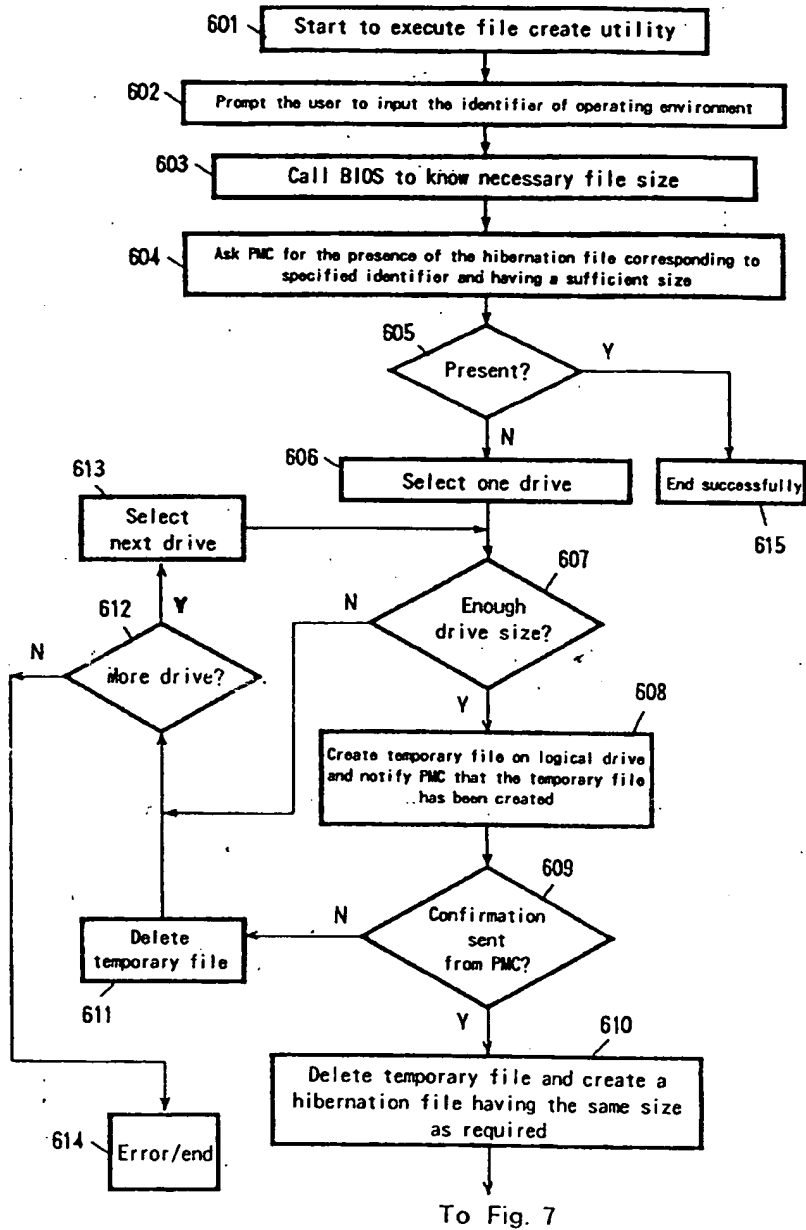 601
Start to execute file create utility
602
Prompt the user to input the identifier of operating environment
603
Call BIOS to know necessary file size
604
Ask PMC for the presence of the hibernation file corresponding to
specified identifier and having a sufficient size
605
Present?
Y
N
606
Select one drive
End successfully
615
613
Select
next drive
607
Enough
drive size?
N
Y
612
More drive?
Y
N
608
Create temporary file on logical drive
and notify PMC that the temporary file
has been created
609
Confirmation
sent
from PMC?
N
Y
Delete
temporary file
611
610
Delete temporary file and create a
hibernation file having the same size
as required
614
Error/end
To Fig. 7